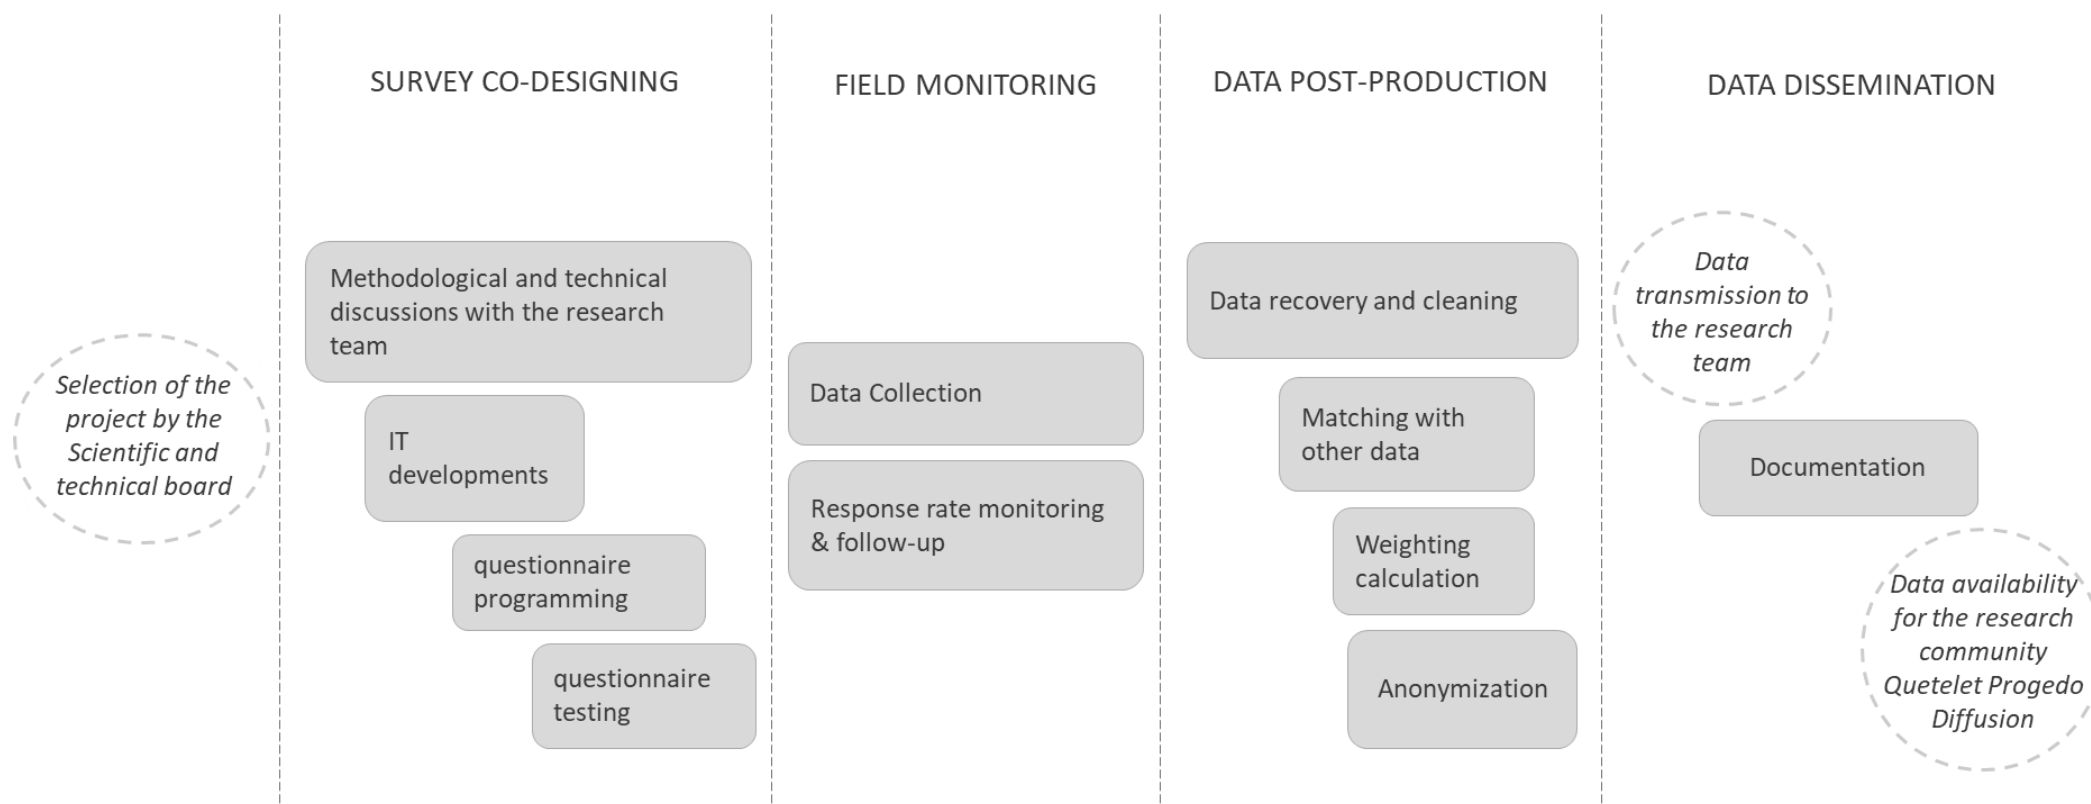 SURVEY CO-DESIGNING
FIELD MONITORING
DATA POST-PRODUCTION
DATA DISSEMINATION
Selection of the
project by the
Scientific and
technical board
Methodological and technical
discussions with the research
team
IT
developments
questionnaire
programming
questionnaire
testing
Data Collection
Response rate monitoring
& follow-up
Data recovery and cleaning
Matching with
other data
Weighting
calculation
Anonymization
Data
transmission to
the research
team
Documentation
Data availability
for the research
community
Quetelet Progedo
Diffusion